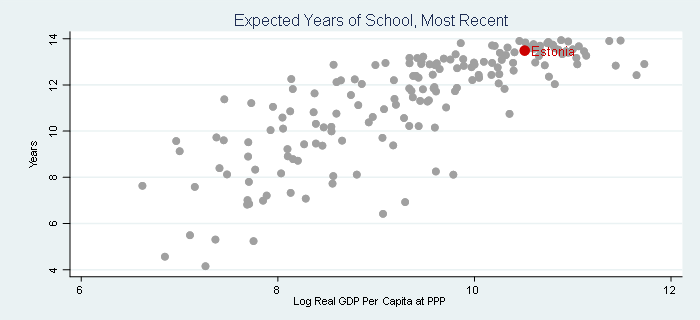 Expected Years of School, Most Recent
Years
14
12
10
8
6
4
Estonia
6
8
10
12
Log Real GDP Per Capita at PPP